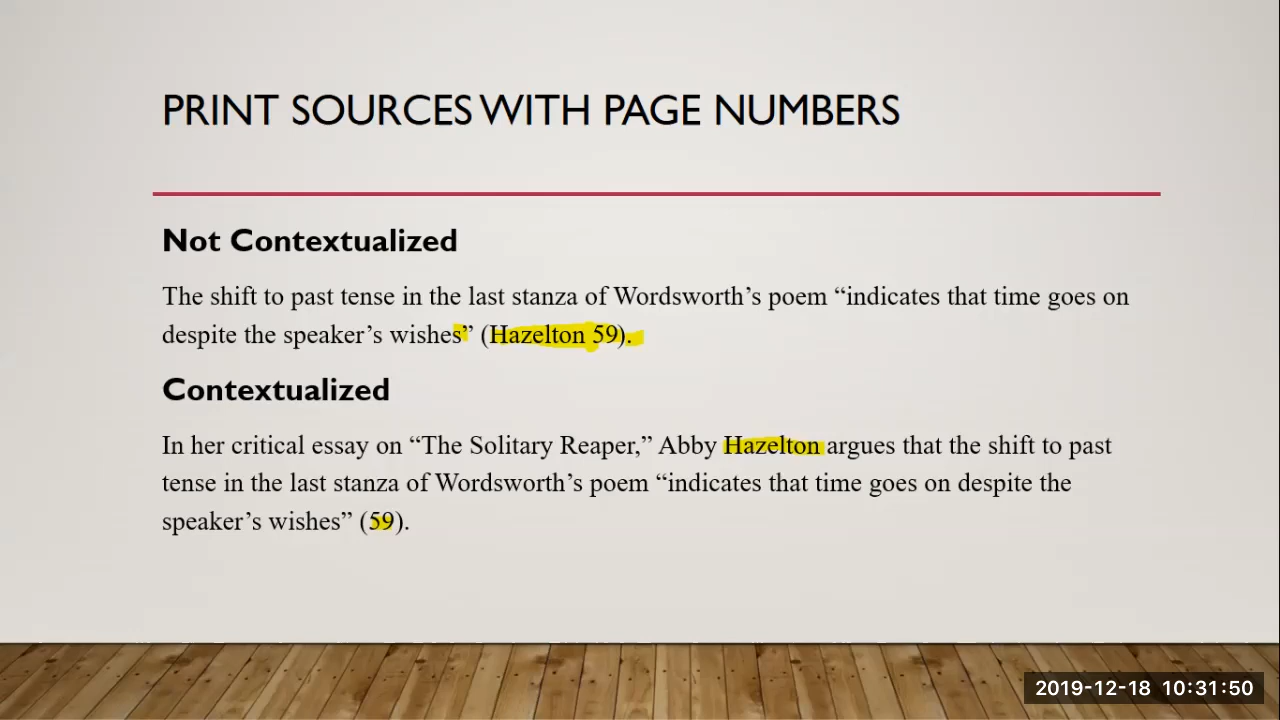 PRINT SOURCES WITH PAGE NUMBERS
Not Contextualized
The shift to past tense in the last stanza of Wordsworth’s poem “indicates that time goes on
despite the speaker’s wishes” (Hazelton 59).
Contextualized
In her critical essay on “The Solitary Reaper,” Abby Hazelton argues that the shift to past
tense in the last stanza of Wordsworth’s poem “indicates that time goes on despite the
speaker’s wishes” (59).
2019-12-18 10:31:50